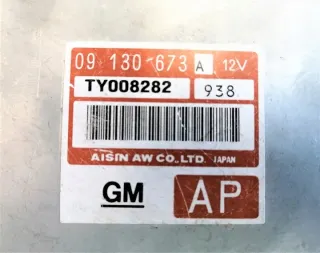 09 130 673 A 12V
TY008282 938
AISIN AW CO.,LTD. JAPAN
GM AP